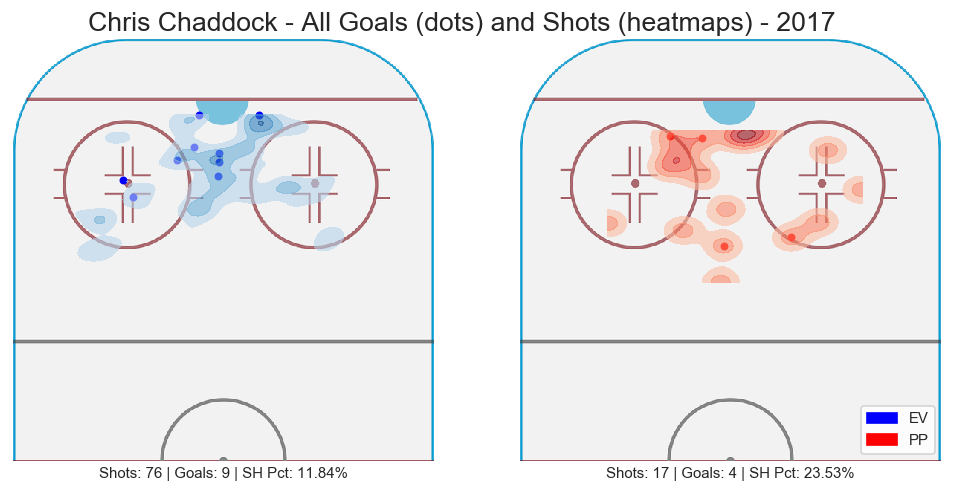 Chris Chaddock - All Goals (dots) and Shots (heatmaps) - 2017
EV
PP
Shots: 76 | Goals: 9 | SH Pct: 11.84%
Shots: 17 | Goals: 4 | SH Pct: 23.53%